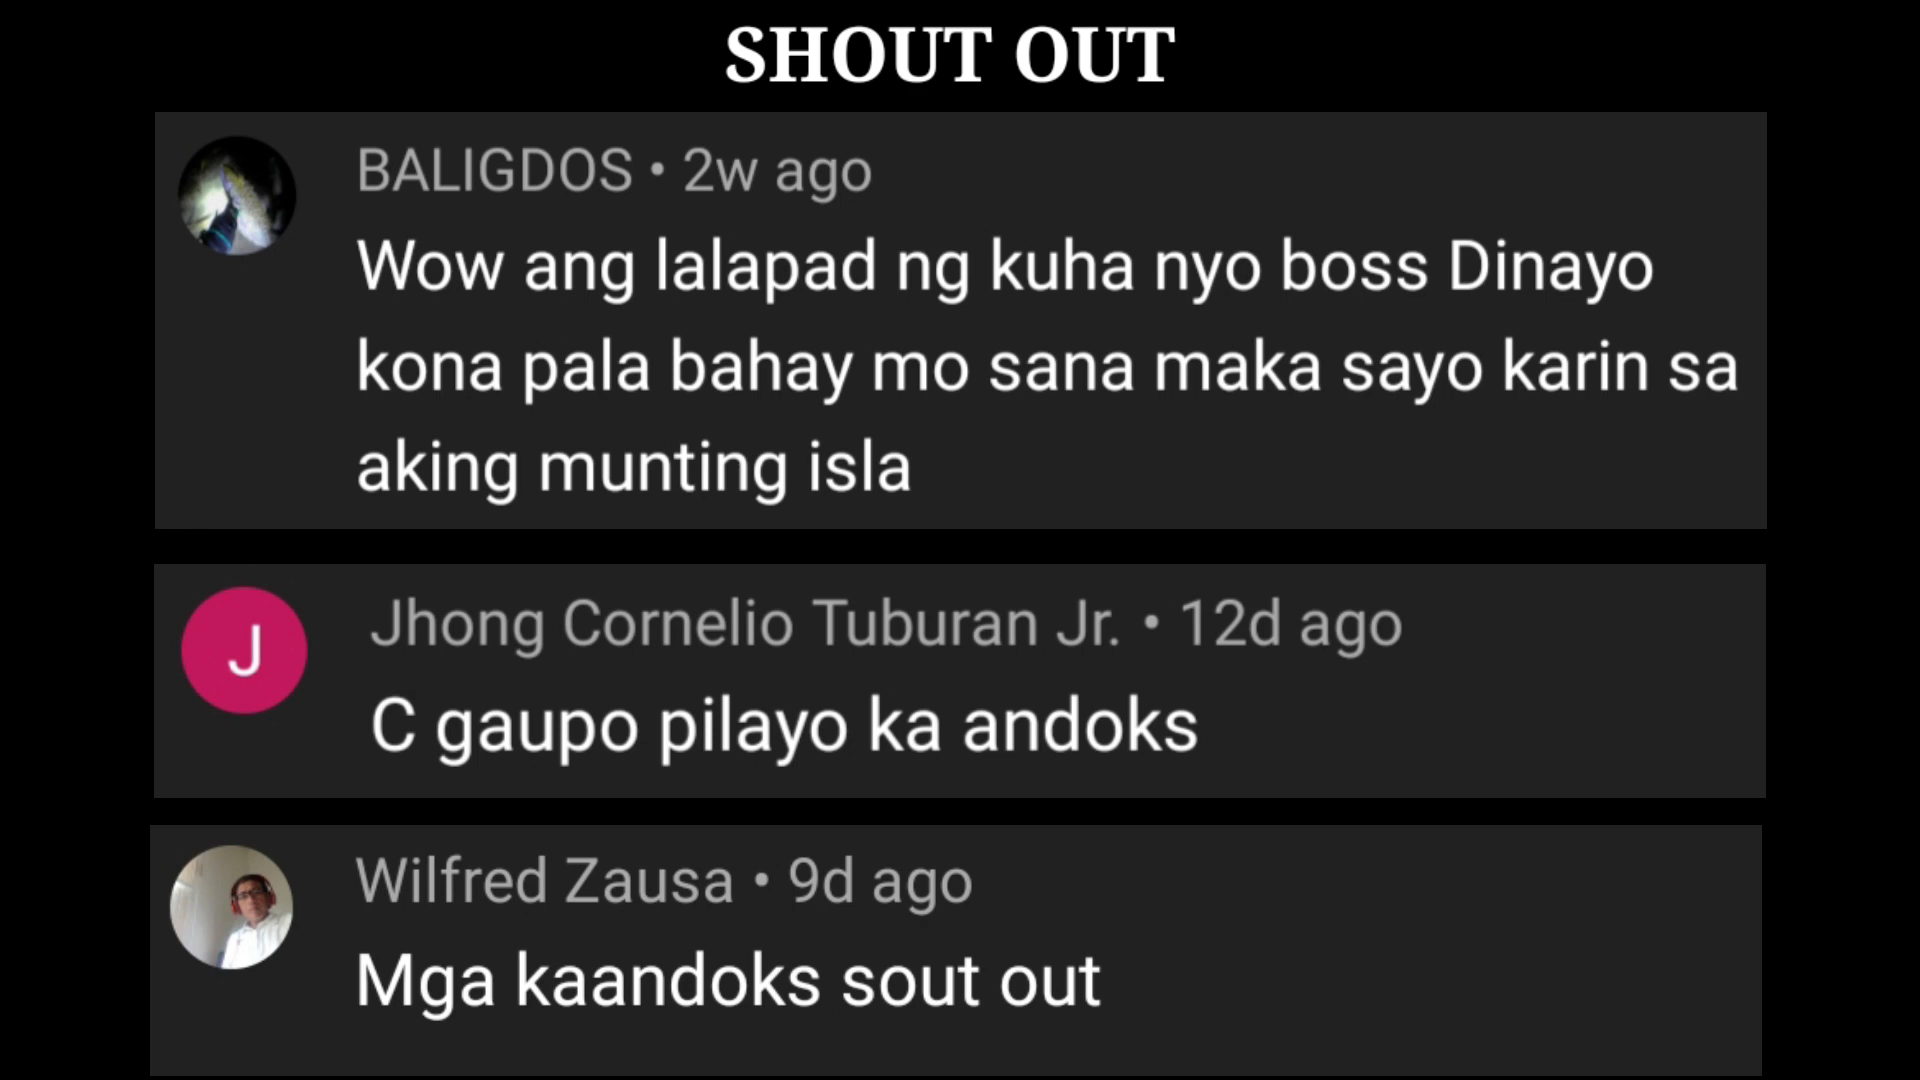 SHOUT OUT
BALIGDOS • 2w ago
Wow ang lalapad ng kuha nyo boss Dinayo
kona pala bahay mo sana maka sayo karin sa
aking munting isla
J
Jhong Cornelio Tuburan Jr. • 12d ago
C gaupo pilayo ka andoks
Wilfred Zausa • 9d ago
Mga kaandoks sout out